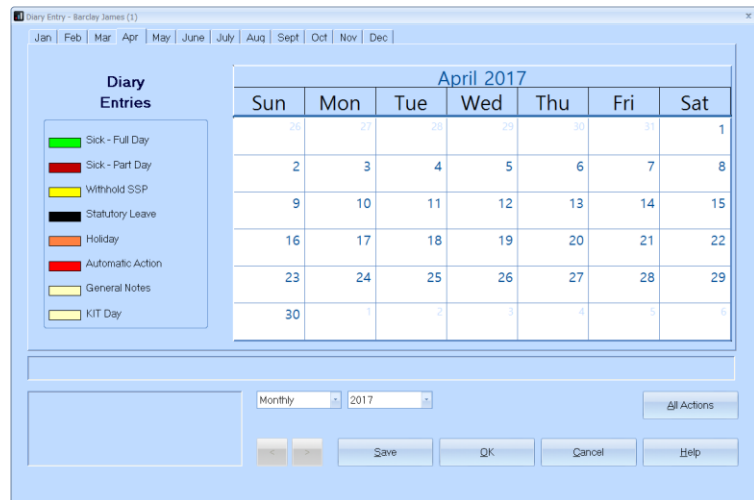 Diary Entry - Barclay James (1)
x
Jan Feb Mar Apr May June July Aug Sept Oct Nov Dec
Diary
Entries
Sick - Full Day
Sick - Part Day
Withhold SSP
Statutory Leave
Holiday
Automatic Action
General Notes
KIT Day
April 2017
Sun Mon Tue Wed Thu Fri Sat
26 27 28 29 30 31 1
2 3 4 5 6 7 8
9 10 11 12 13 14 15
16 17 18 19 20 21 22
23 24 25 26 27 28 29
30 1 2 3 4 5 6
Monthly 2017
All Actions
< > Save OK Cancel Help